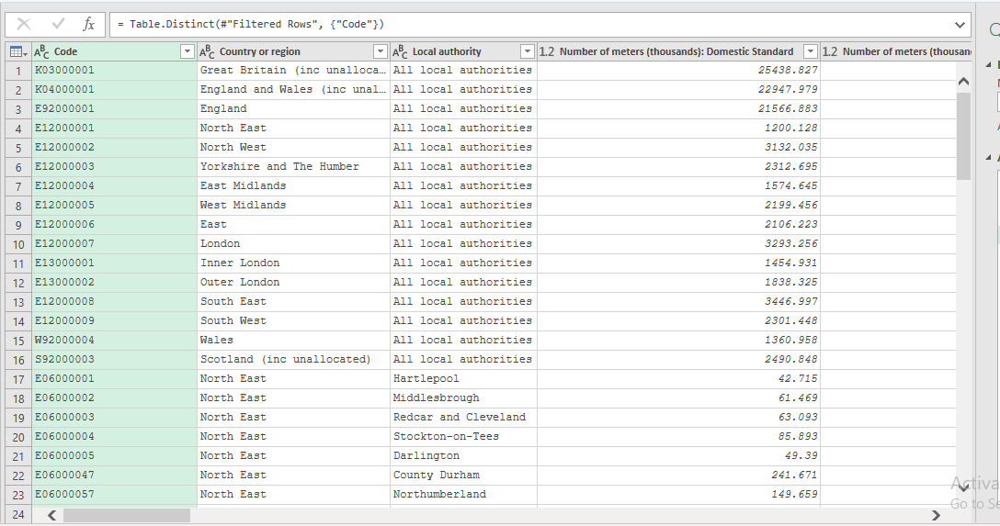 fx = Table.Distinct(#"Filtered Rows", {"Code"})
ABC Code ABC Country or region ABC Local authority 1.2 Number of meters (thousands): Domestic Standard 1.2 Number of meters (thousan
1 K03000001 Great Britain (inc unalloca... All local authorities 25438.827
2 K04000001 England and Wales (inc unal... All local authorities 22947.979
3 E92000001 England All local authorities 21566.883
4 E12000001 North East All local authorities 1200.128
5 E12000002 North West All local authorities 3132.035
6 E12000003 Yorkshire and The Humber All local authorities 2312.695
7 E12000004 East Midlands All local authorities 1574.645
8 E12000005 West Midlands All local authorities 2199.456
9 E12000006 East All local authorities 2106.223
10 E12000007 London All local authorities 3293.256
11 E13000001 Inner London All local authorities 1454.931
12 E13000002 Outer London All local authorities 1838.325
13 E12000008 South East All local authorities 3446.997
14 E12000009 South West All local authorities 2301.448
15 W92000004 Wales All local authorities 1360.958
16 S92000003 Scotland (inc unallocated) All local authorities 2490.848
17 E06000001 North East Hartlepool 42.715
18 E06000002 North East Middlesbrough 61.469
19 E06000003 North East Redcar and Cleveland 63.093
20 E06000004 North East Stockton-on-Tees 85.893
21 E06000005 North East Darlington 49.39
22 E06000047 North East County Durham 241.671
Activa
23 E06000057 North East Northumberland 149.659
Go to Se
24